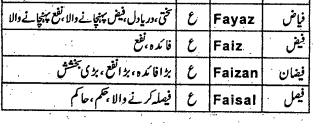 فیاض Fayaz ع سخی، دریادل، فیض پہنچانے والا، نفع پہنچانے والا
فیض Faiz ع فائدہ، نفع
فیضان Faizan ع بڑا فائدہ، بڑا نفع، بڑی بخشش
فیصل Faisal ع فیصلہ کرنے والا، حکم، حاکم